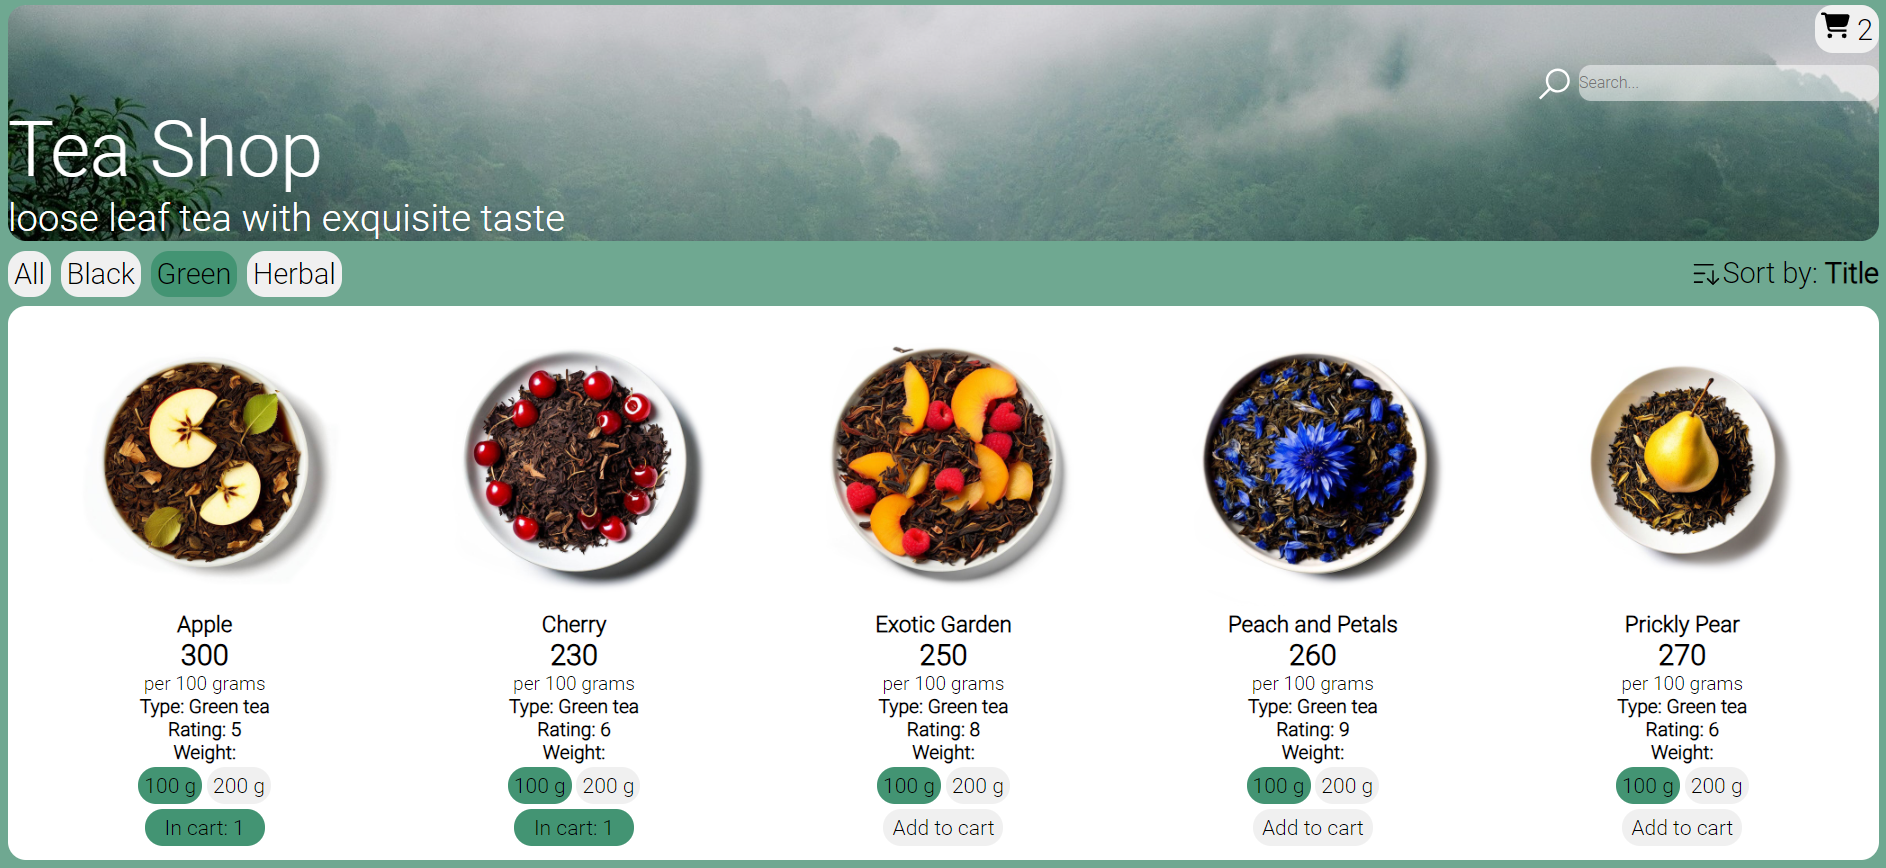 2
Search...
Tea Shop
loose leaf tea with exquisite taste
All Black Green Herbal Sort by: Title
Apple Cherry Exotic Garden Peach and Petals Prickly Pear
300 230 250 260 270
per 100 grams per 100 grams per 100 grams per 100 grams per 100 grams
Type: Green tea Type: Green tea Type: Green tea Type: Green tea Type: Green tea
Rating: 5 Rating: 6 Rating: 8 Rating: 9 Rating: 6
Weight: Weight: Weight: Weight: Weight:
100 g 200 g 100 g 200 g 100 g 200 g 100 g 200 g 100 g 200 g
In cart: 1 In cart: 1 Add to cart Add to cart Add to cart